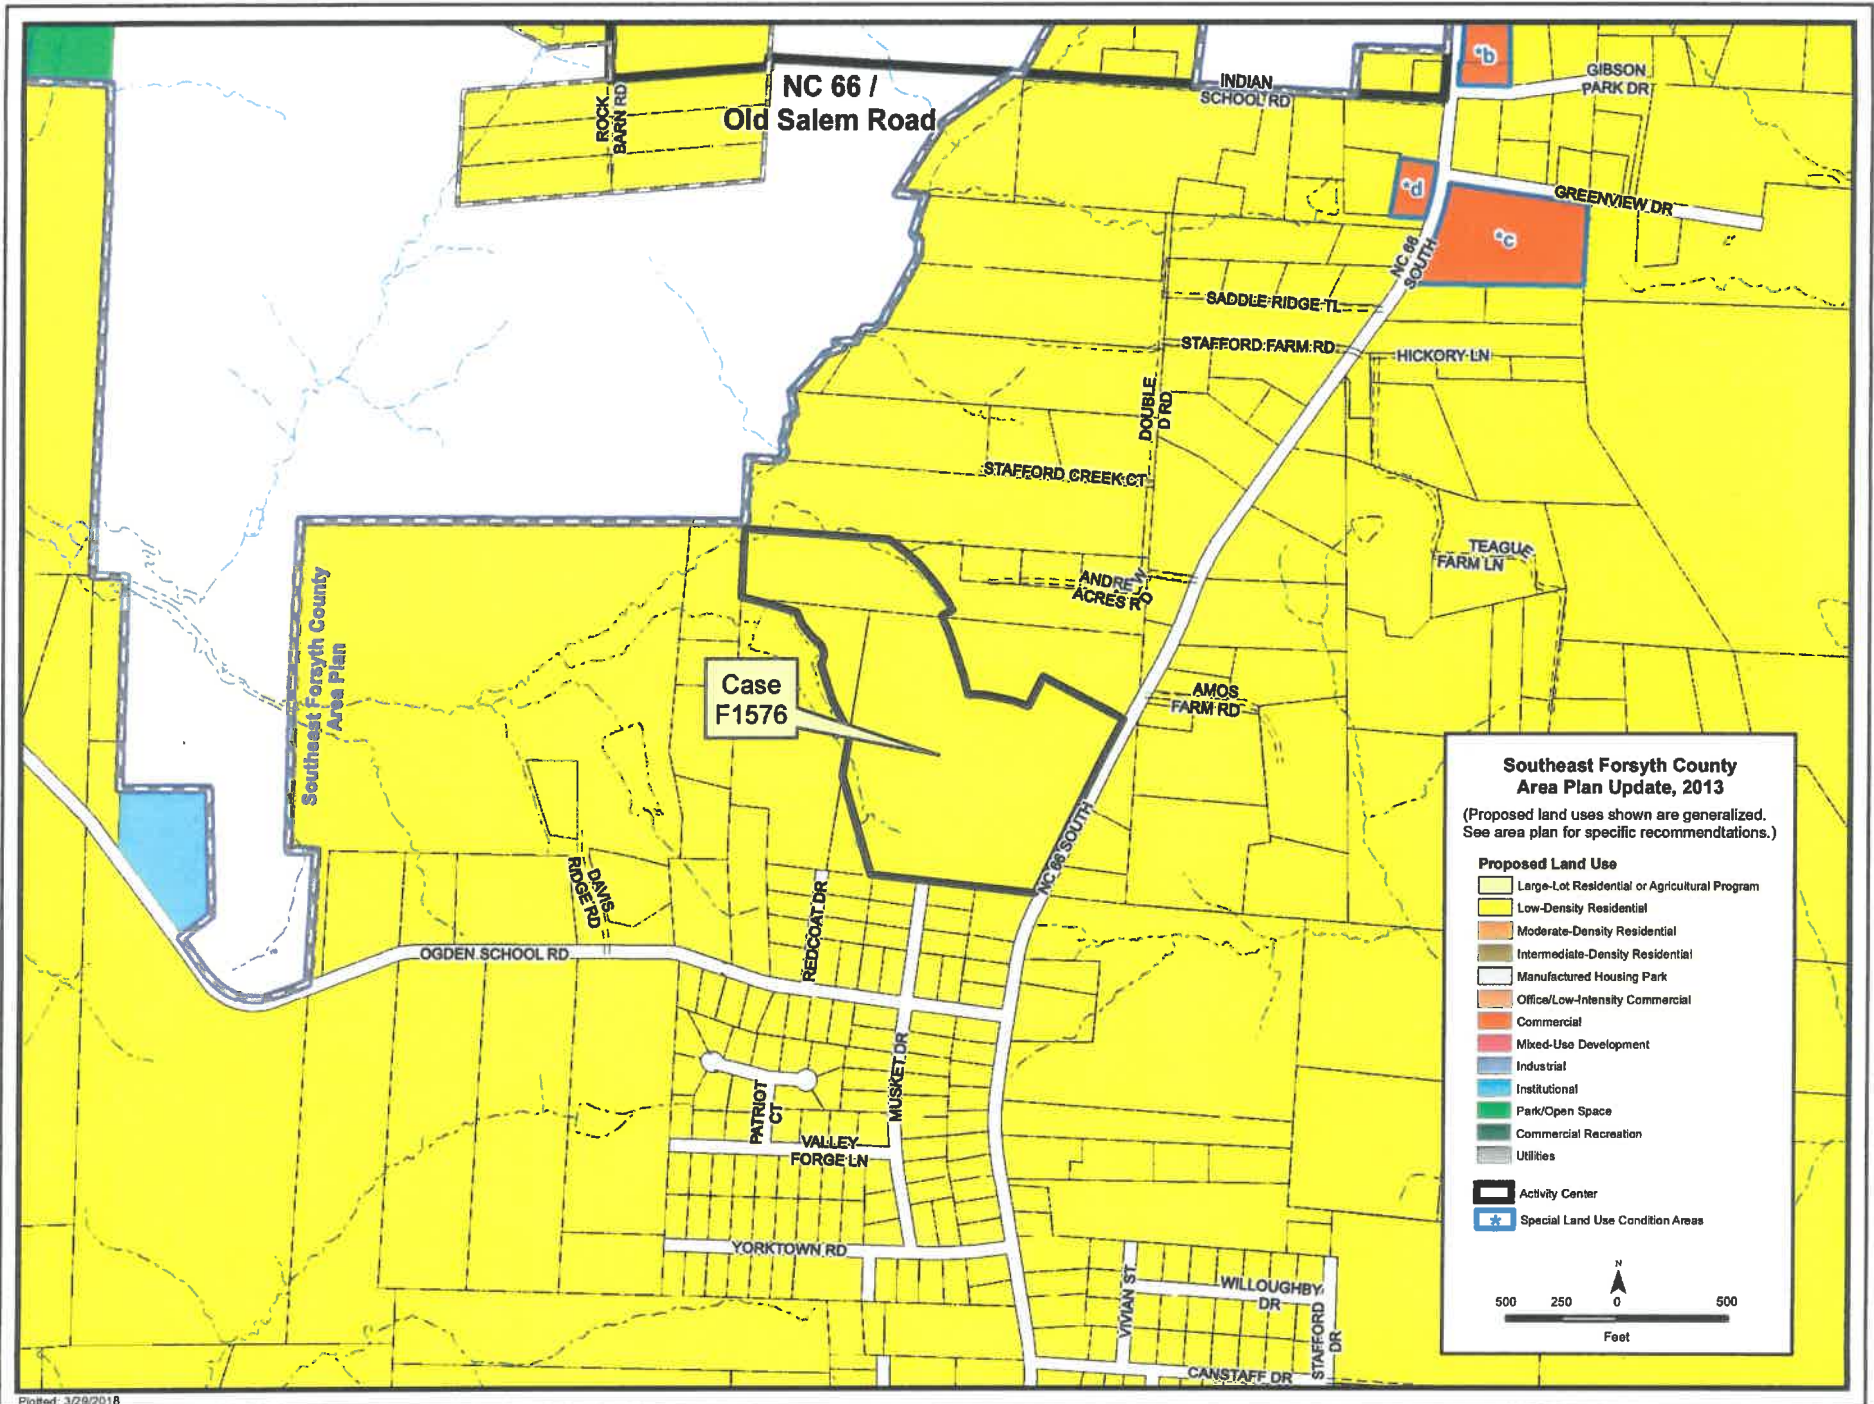 NC 66 /
Old Salem Road
ROCK
BARN RD
INDIAN
SCHOOL RD
*b
GIBSON
PARK DR
*d
GREENVIEW DR
*c
NC 66
SOUTH
SADDLE RIDGE TL
STAFFORD FARM RD
HICKORY LN
DOUBLE
D RD
STAFFORD CREEK CT
TEAGUE
FARM LN
ANDREW
ACRES RD
Southeast Forsyth County
Area Plan
Case
F1576
AMOS
FARM RD
NC 66 SOUTH
DAVIS
RIDGE RD
REDCOAT DR
OGDEN SCHOOL RD
MUSKET DR
PATRIOT
CT
VALLEY
FORGE LN
YORKTOWN RD
VIVIAN ST
WILLOUGHBY
DR
STAFFORD
DR
CANSTAFF DR
Southeast Forsyth County
Area Plan Update, 2013
(Proposed land uses shown are generalized.
See area plan for specific recommendtations.)
Proposed Land Use
Large-Lot Residential or Agricultural Program
Low-Density Residential
Moderate-Density Residential
Intermediate-Density Residential
Manufactured Housing Park
Office/Low-Intensity Commercial
Commercial
Mixed-Use Development
Industrial
Institutional
Park/Open Space
Commercial Recreation
Utilities
Activity Center
* Special Land Use Condition Areas
N
500 250 0 500
Feet
Plotted: 3/29/2018